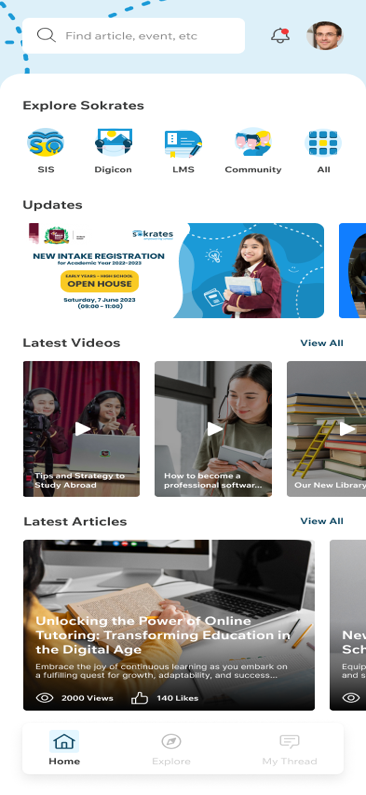 Find article, event, etc
Explore Sokrates
SIS
Digicon
LMS
Community
All
Updates
sokrates
NEW INTAKE REGISTRATION
for Academic Year 2022-2023
EARLY YEARS – HIGH SCHOOL
OPEN HOUSE
Saturday, 7 June 2023
(09:00 - 11:00)
Latest Videos
View All
Tips and Strategy to
Study Abroad
How to become a
professional softwar...
Our New Library
Latest Articles
View All
Unlocking the Power of Online
Tutoring: Transforming Education in
the Digital Age
Embrace the joy of continuous learning as you embark on
a fulfilling quest for growth, adaptability, and success...
2000 Views
140 Likes
New
Sch
Equip
Home
Explore
My Thread